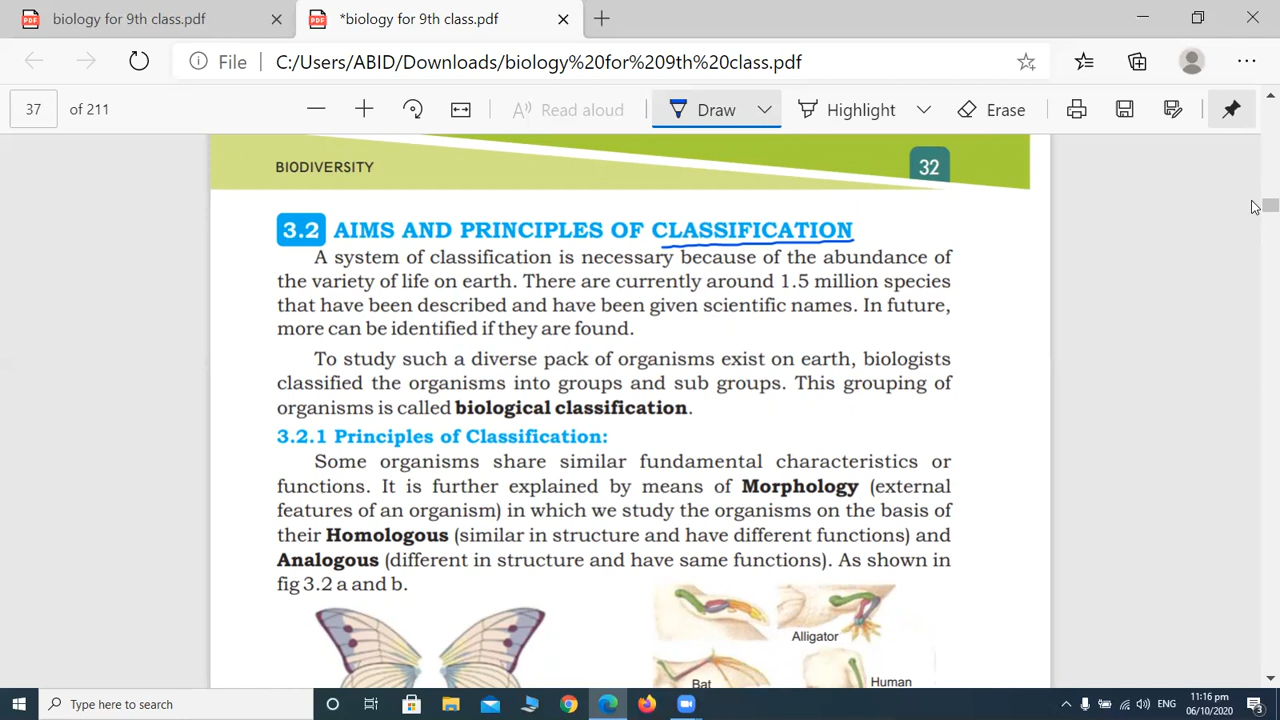 biology for 9th class.pdf
*biology for 9th class.pdf
File
C:/Users/ABID/Downloads/biology%20for%209th%20class.pdf
37 of 211
Read aloud
Draw
Highlight
Erase
BIODIVERSITY
32
3.2 AIMS AND PRINCIPLES OF CLASSIFICATION
A system of classification is necessary because of the abundance of
the variety of life on earth. There are currently around 1.5 million species
that have been described and have been given scientific names. In future,
more can be identified if they are found.
To study such a diverse pack of organisms exist on earth, biologists
classified the organisms into groups and sub groups. This grouping of
organisms is called biological classification.
3.2.1 Principles of Classification:
Some organisms share similar fundamental characteristics or
functions. It is further explained by means of Morphology (external
features of an organism) in which we study the organisms on the basis of
their Homologous (similar in structure and have different functions) and
Analogous (different in structure and have same functions). As shown in
fig 3.2 a and b.
Alligator
Bat
Human
Type here to search
ENG
11:16 pm
06/10/2020
3